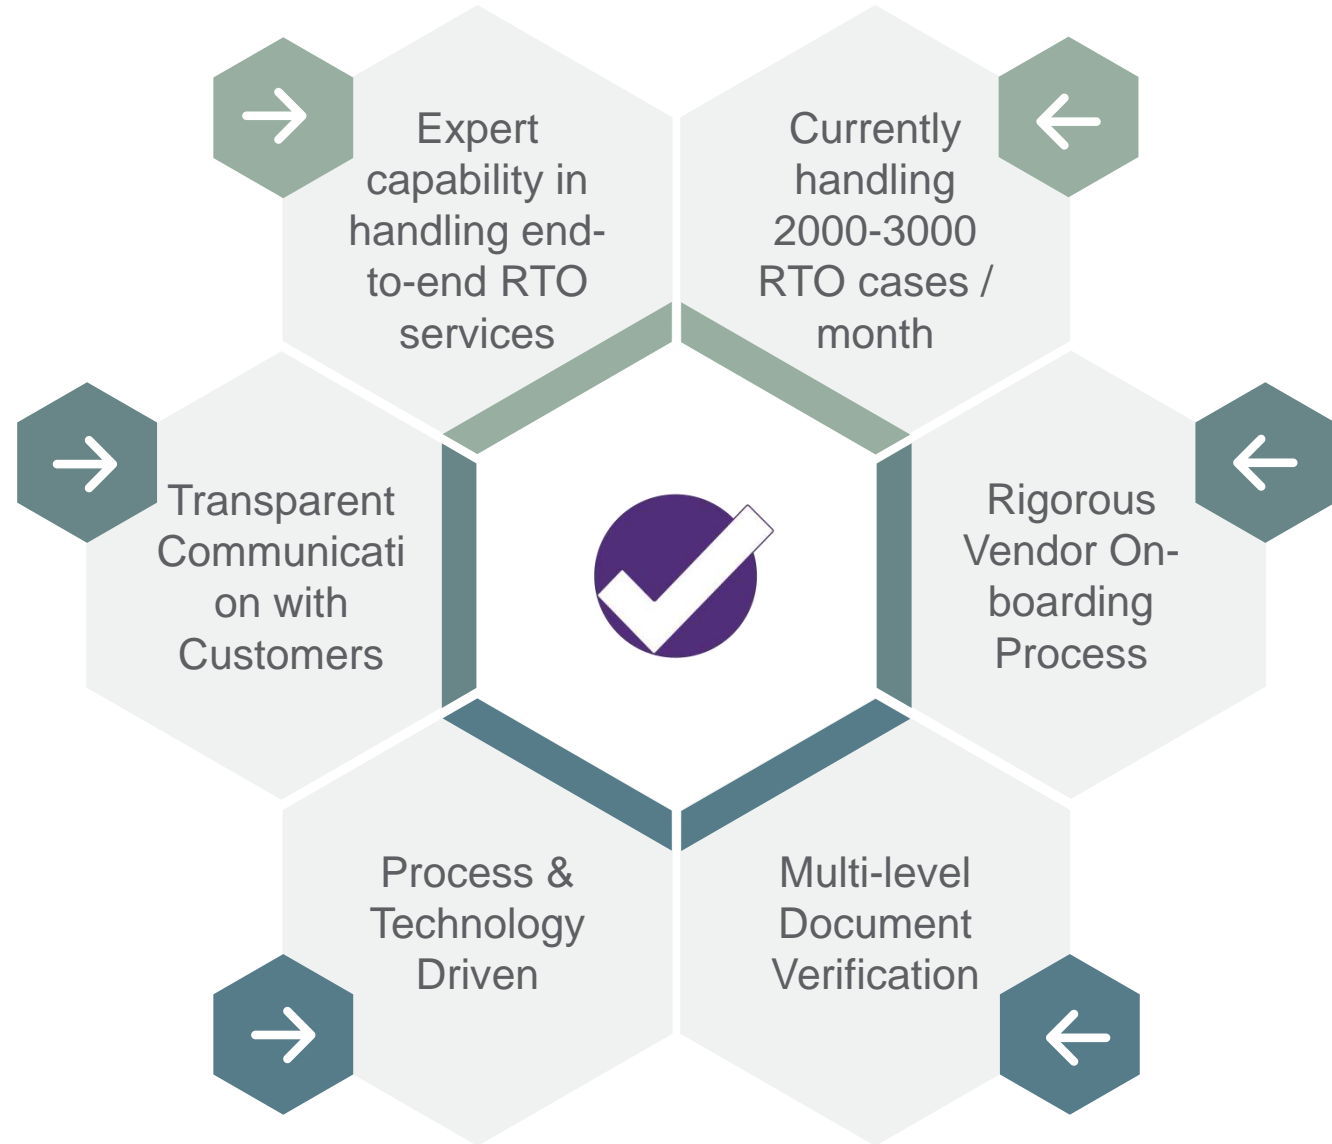 Expert
capability in
handling end-
to-end RTO
services
Currently
handling
2000-3000
RTO cases /
month
Transparent
Communicati
on with
Customers
Rigorous
Vendor On-
boarding
Process
Process &
Technology
Driven
Multi-level
Document
Verification